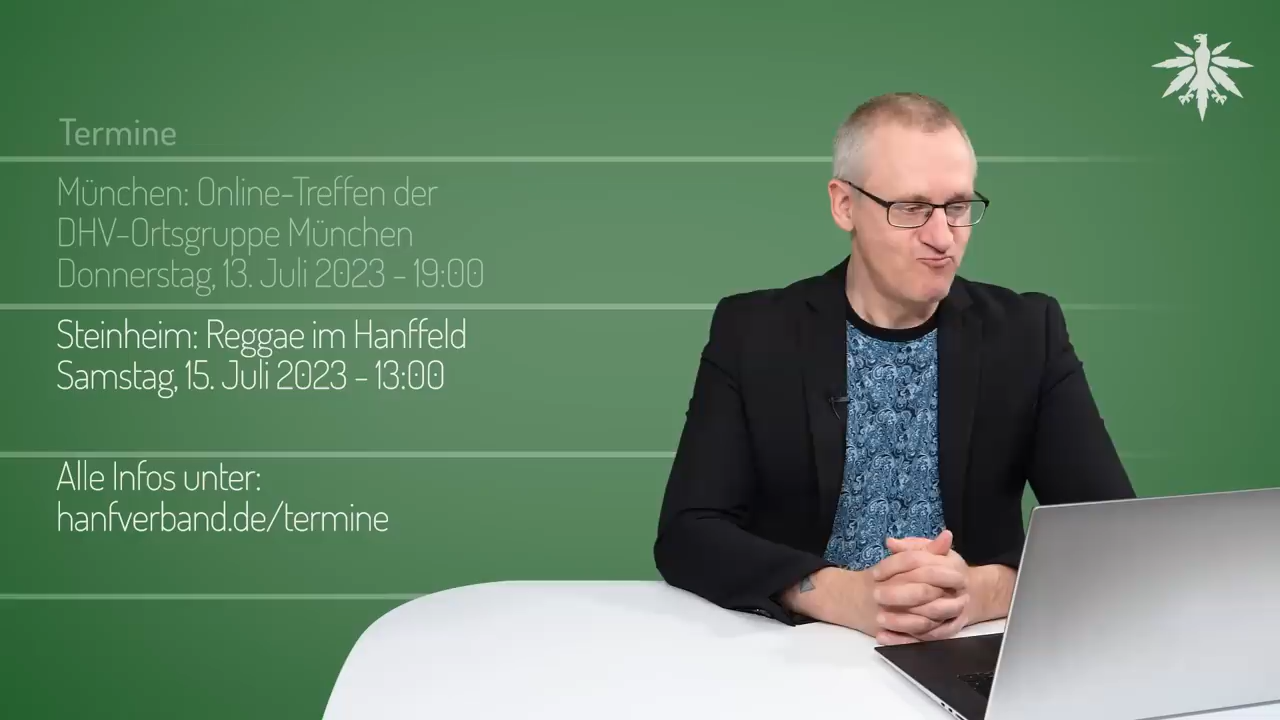 Termine
München: Online-Treffen der
DHV-Ortsgruppe München
Donnerstag, 13. Juli 2023 - 19:00
Steinheim: Reggae im Hanffeld
Samstag, 15. Juli 2023 - 13:00
Alle Infos unter:
hanfverband.de/termine